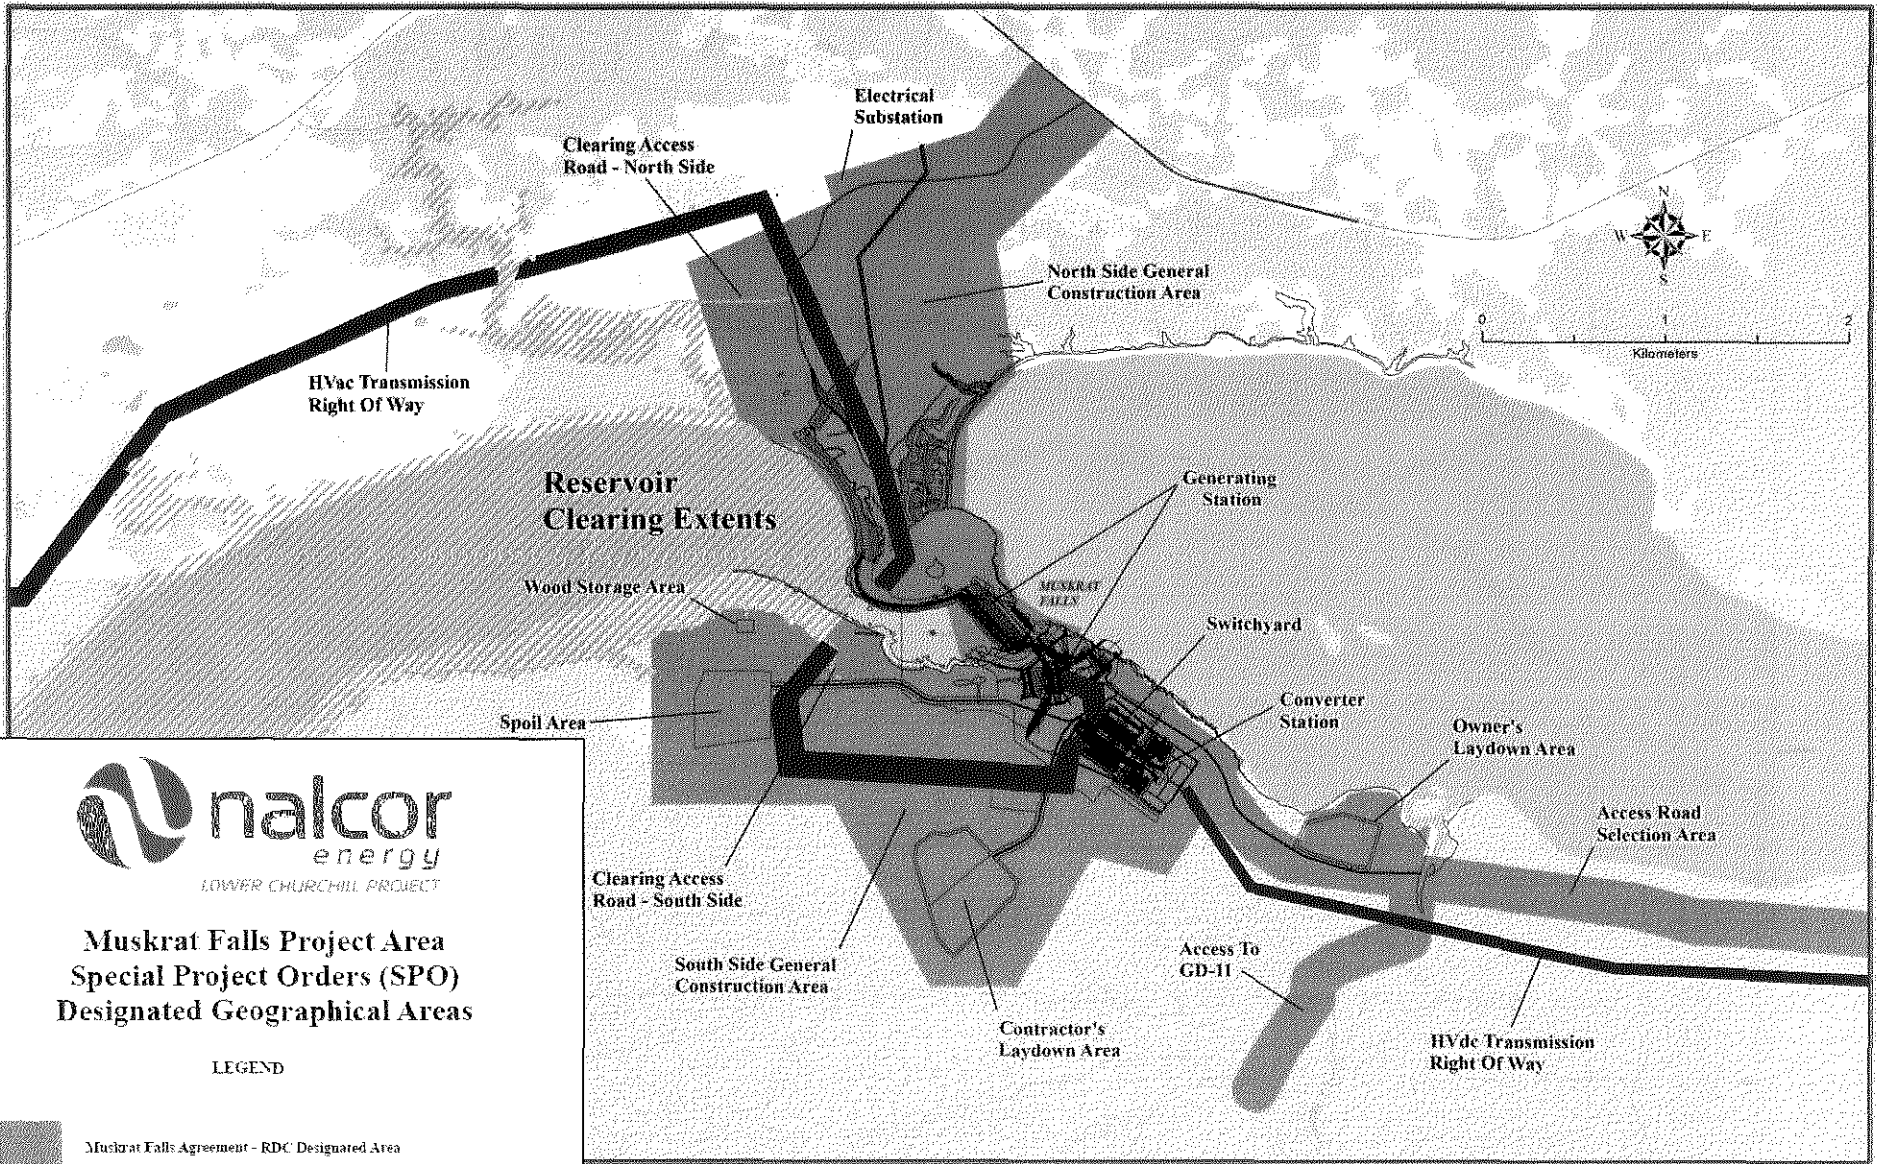 Electrical
Substation
Clearing Access
Road - North Side
N
W
E
S
North Side General
Construction Area
0
1
2
Kilometers
HVac Transmission
Right Of Way
Reservoir
Clearing Extents
Generating
Station
Wood Storage Area
MUSKRAT
FALLS
Switchyard
Converter
Station
Spoil Area
Owner's
Laydown Area
Access Road
Selection Area
Clearing Access
Road - South Side
South Side General
Construction Area
Access To
GD-11
Contractor's
Laydown Area
HVdc Transmission
Right Of Way
nalcor
energy
LOWER CHURCHILL PROJECT
Muskrat Falls Project Area
Special Project Orders (SPO)
Designated Geographical Areas
LEGEND
Muskrat Falls Agreement - RDC Designated Area